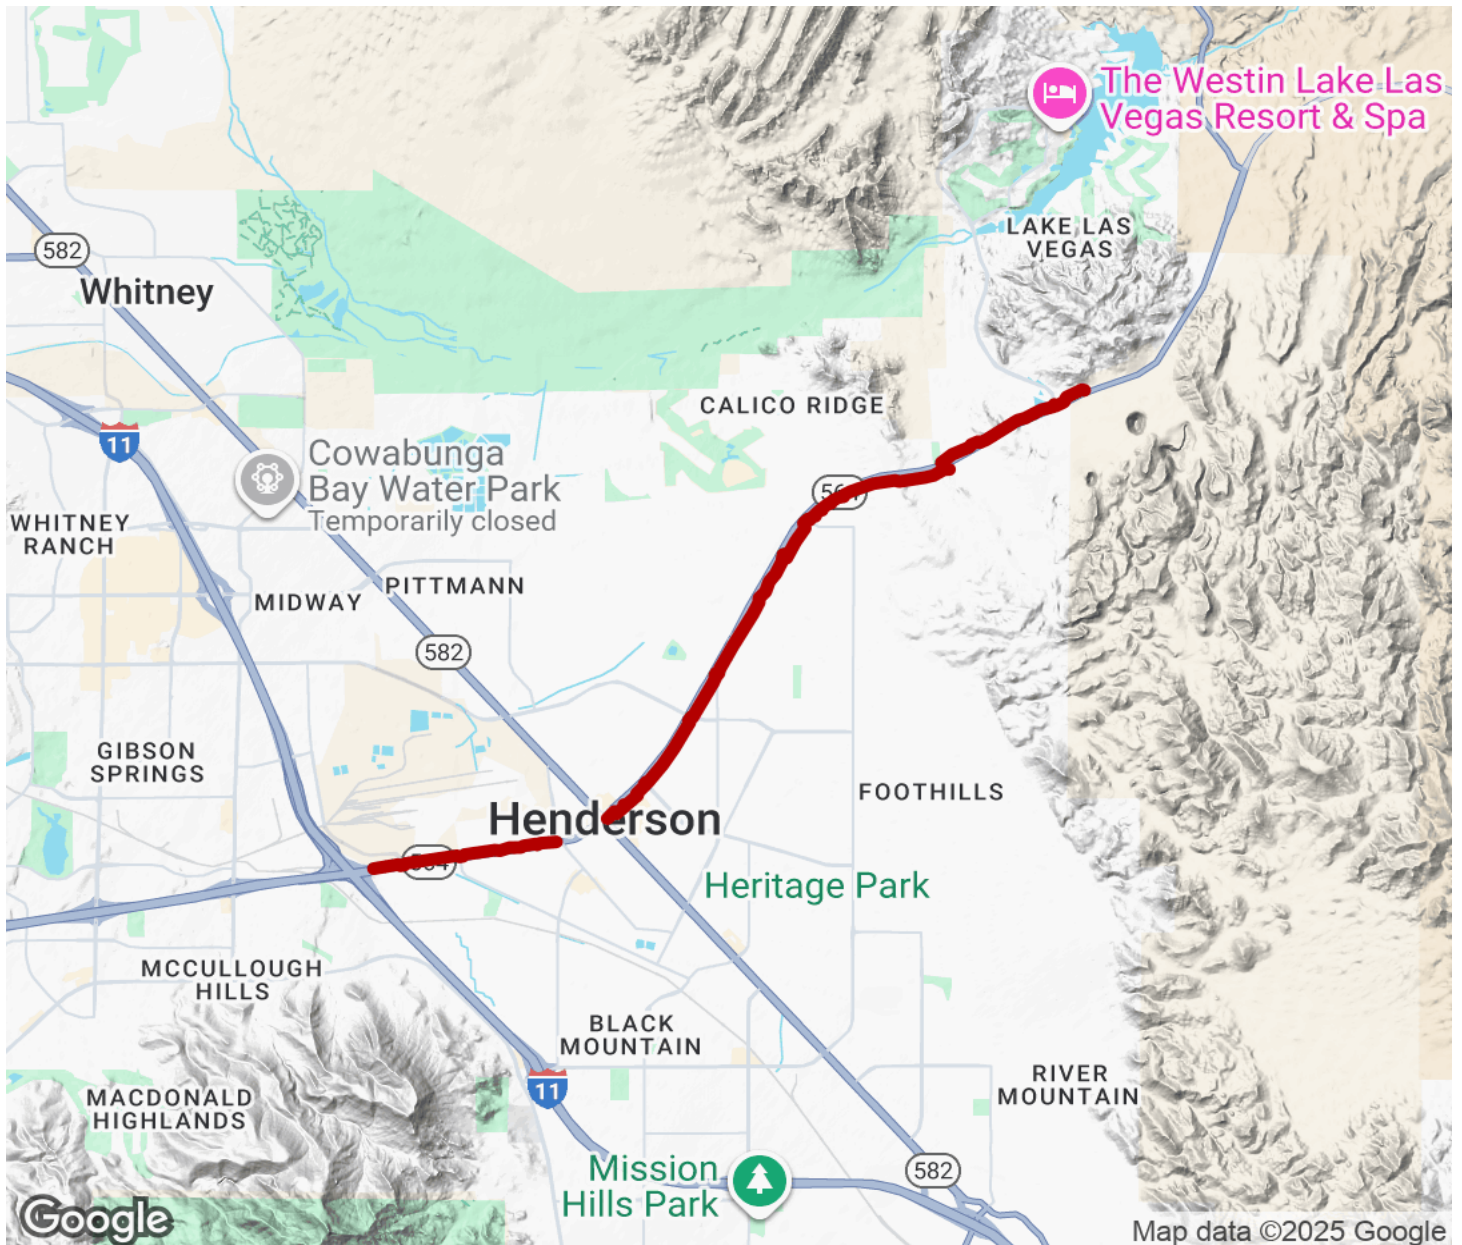 The Westin Lake Las
Vegas Resort & Spa
LAKE LAS
VEGAS
582
Whitney
CALICO RIDGE
11
Cowabunga
Bay Water Park
Temporarily closed
WHITNEY
RANCH
MIDWAY
PITTMANN
582
GIBSON
SPRINGS
FOOTHILLS
Henderson
Heritage Park
MCCULLOUGH
HILLS
BLACK
MOUNTAIN
11
RIVER
MOUNTAIN
MACDONALD
HIGHLANDS
Mission
Hills Park
582
Google
Map data ©2025 Google